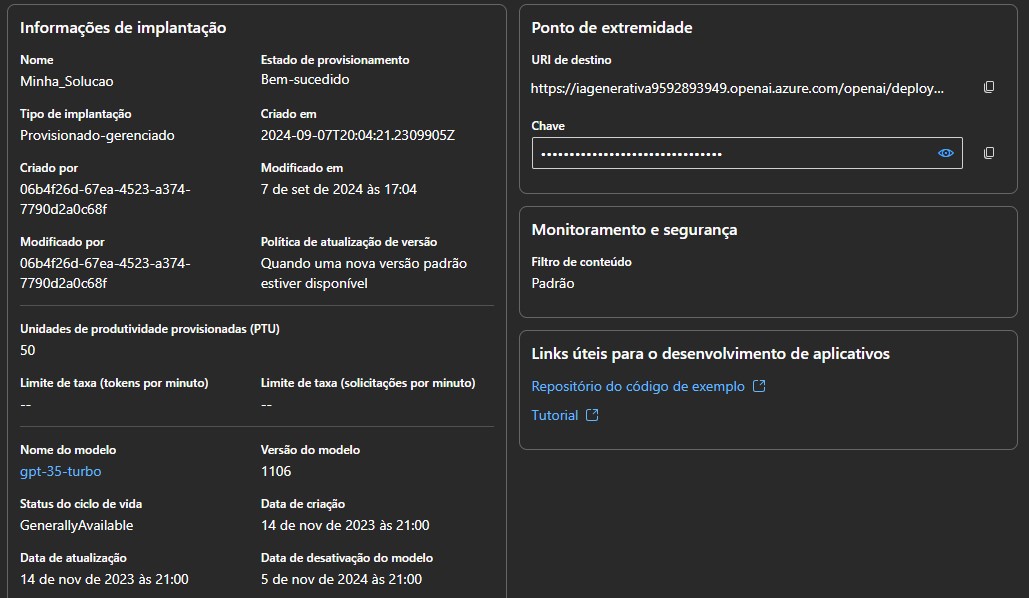 Informações de implantação
Nome
Minha_Solucao
Estado de provisionamento
Bem-sucedido
Tipo de implantação
Provisionado-gerenciado
Criado em
2024-09-07T20:04:21.2309905Z
Criado por
06b4f26d-67ea-4523-a374-
7790d2a0c68f
Modificado em
7 de set de 2024 às 17:04
Modificado por
06b4f26d-67ea-4523-a374-
7790d2a0c68f
Política de atualização de versão
Quando uma nova versão padrão
estiver disponível
Unidades de produtividade provisionadas (PTU)
50
Limite de taxa (tokens por minuto)
--
Limite de taxa (solicitações por minuto)
--
Nome do modelo
gpt-35-turbo
Versão do modelo
1106
Status do ciclo de vida
GenerallyAvailable
Data de criação
14 de nov de 2023 às 21:00
Data de atualização
14 de nov de 2023 às 21:00
Data de desativação do modelo
5 de nov de 2024 às 21:00
Ponto de extremidade
URI de destino
https://iagenerativa9592893949.openai.azure.com/openai/deploy...
Chave
••••••••••••••••••••••••••••••••
Monitoramento e segurança
Filtro de conteúdo
Padrão
Links úteis para o desenvolvimento de aplicativos
Repositório do código de exemplo
Tutorial